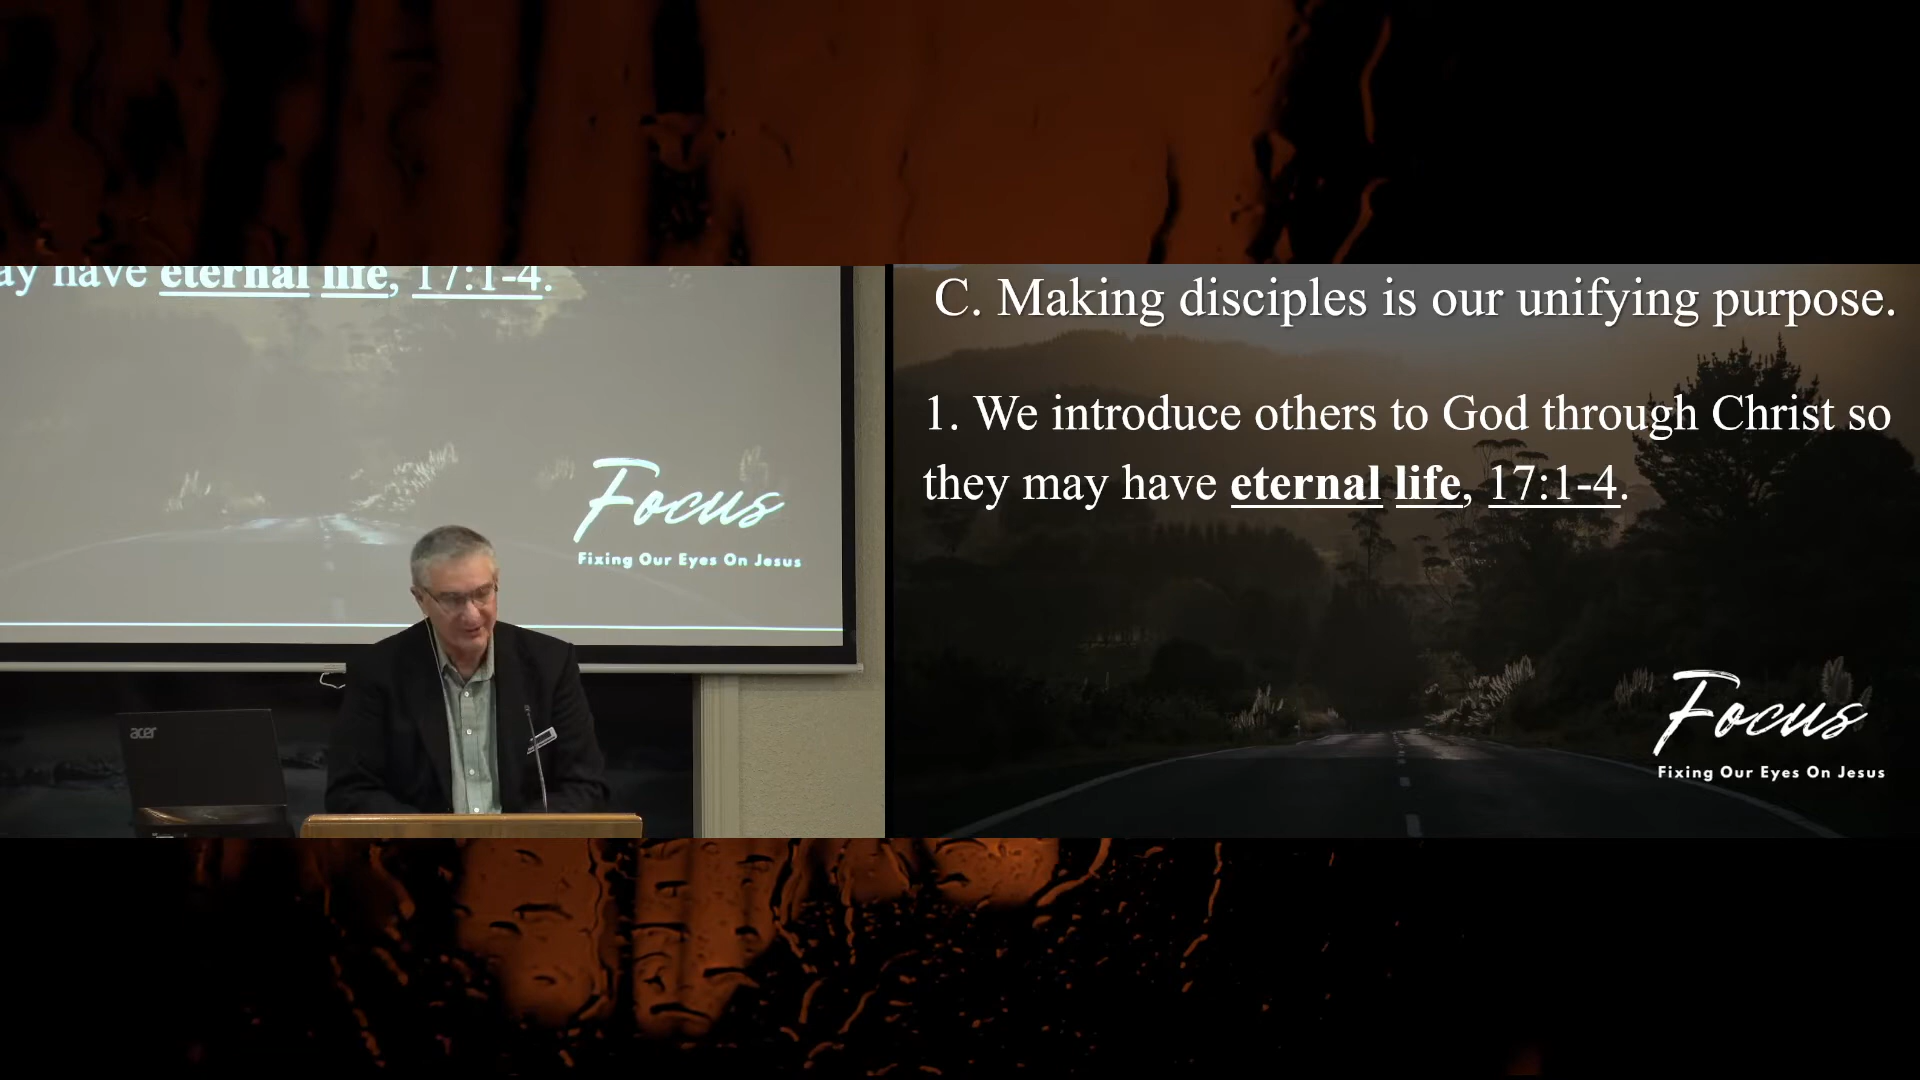 ay have eternal life, 17:1-4.
Focus
Fixing Our Eyes On Jesus
acer
C. Making disciples is our unifying purpose.
1. We introduce others to God through Christ so
they may have eternal life, 17:1-4.
Focus
Fixing Our Eyes On Jesus